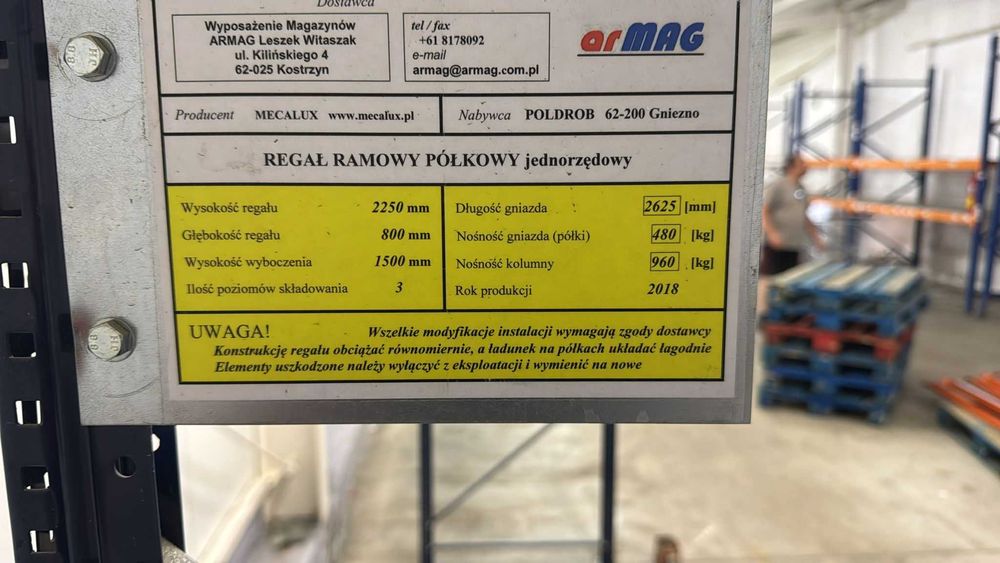 Dostawca
Wyposażenie Magazynów
ARMAG Leszek Witaszak
ul. Kilińskiego 4
62-025 Kostrzyn
tel / fax
+61 8178092
e-mail
armag@armag.com.pl
arMAG
Producent MECALUX www.mecalux.pl
Nabywca POLDROB 62-200 Gniezno
REGAŁ RAMOWY PÓŁKOWY jednorzędowy
Wysokość regału 2250 mm
Głębokość regału 800 mm
Wysokość wyboczenia 1500 mm
Ilość poziomów składowania 3
Długość gniazda 2625 [mm]
Nośność gniazda (półki) 480 [kg]
Nośność kolumny 960 [kg]
Rok produkcji 2018
UWAGA! Wszelkie modyfikacje instalacji wymagają zgody dostawcy
Konstrukcję regału obciążać równomiernie, a ładunek na półkach układać łagodnie
Elementy uszkodzone należy wyłączyć z eksploatacji i wymienić na nowe
8.8
8.8